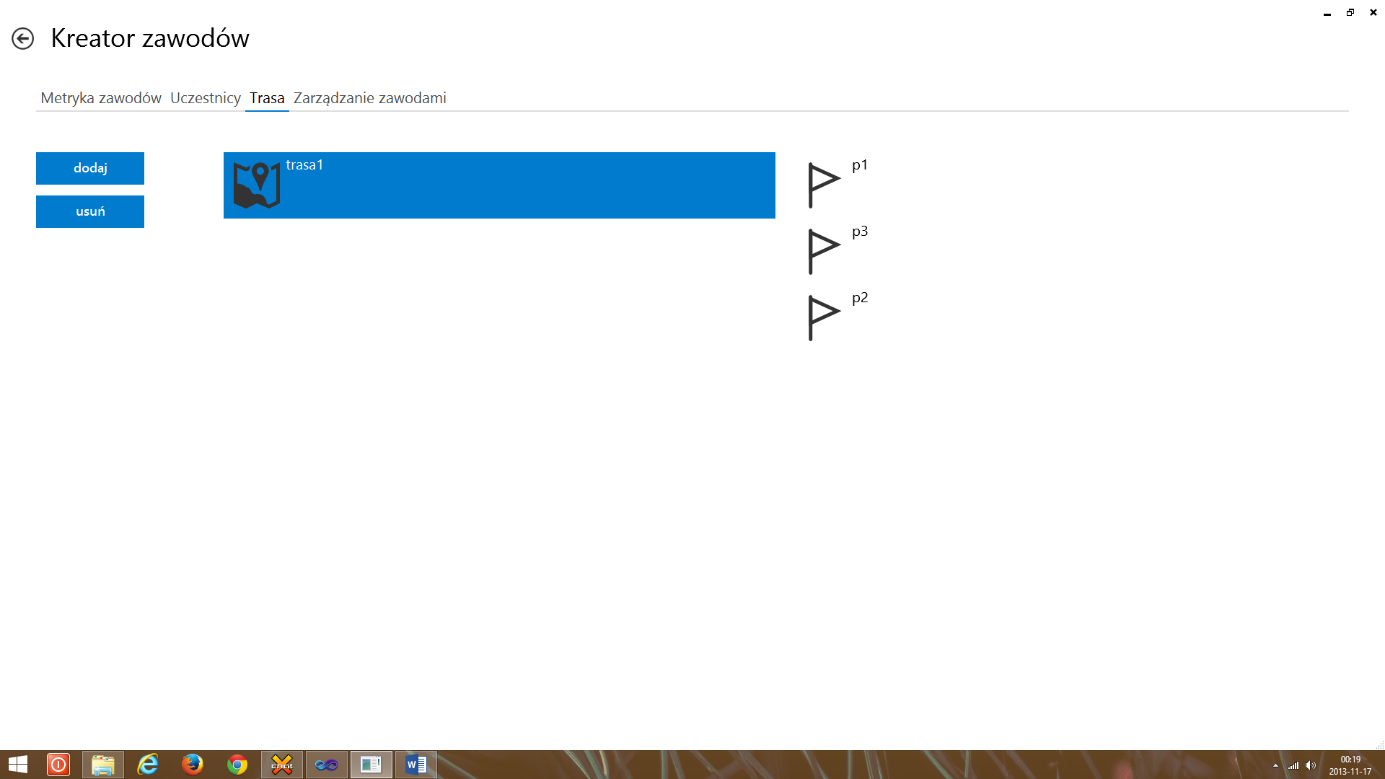 Kreator zawodów
Metryka zawodów Uczestnicy Trasa Zarządzanie zawodami
dodaj
usuń
trasa1
p1
p3
p2
00:19
2013-11-17